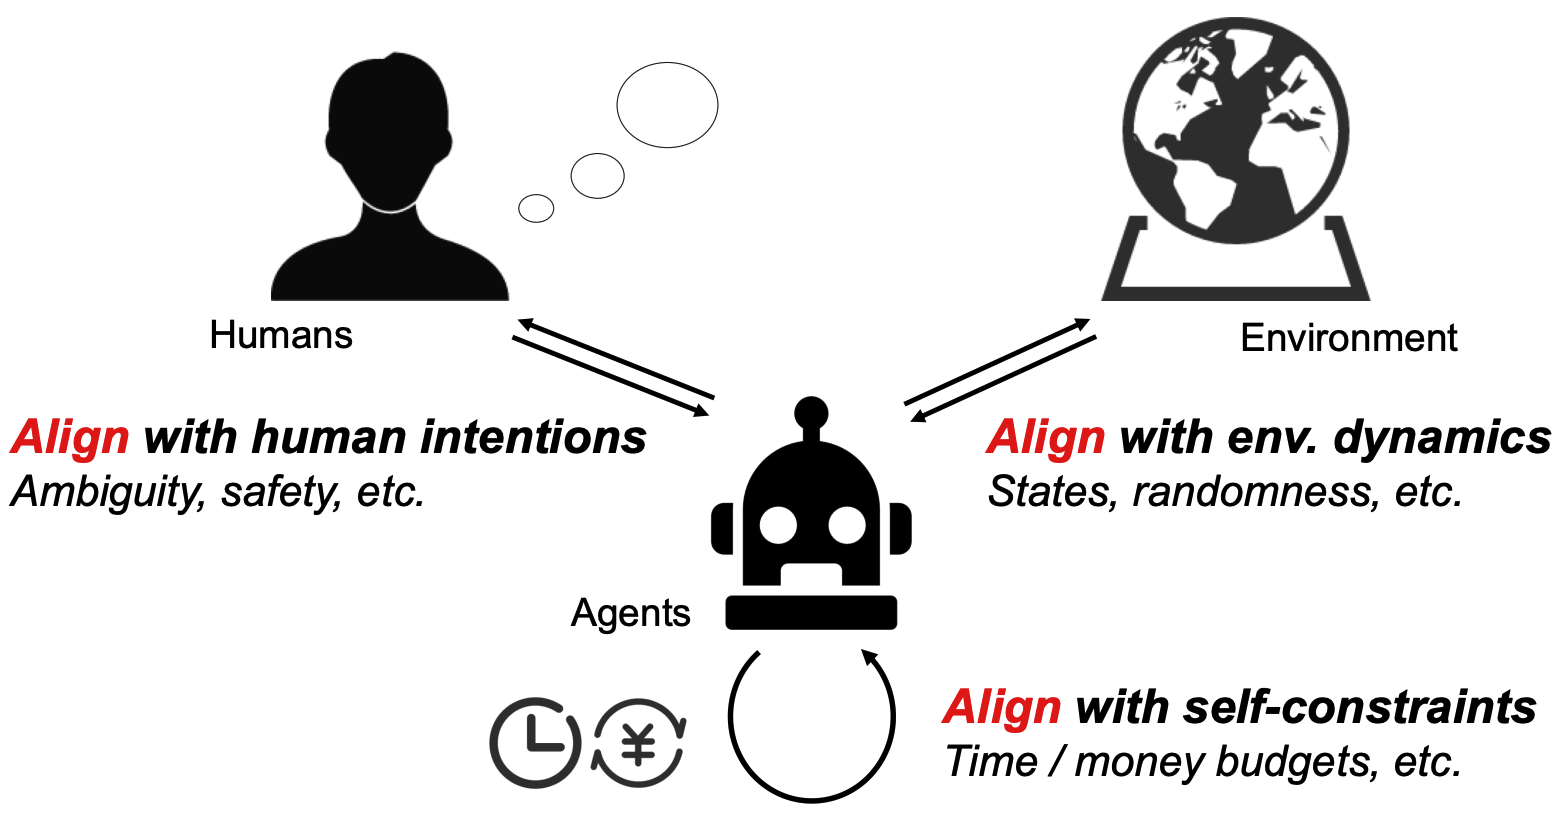 Humans
Environment
Align with human intentions
Ambiguity, safety, etc.
Align with env. dynamics
States, randomness, etc.
Agents
¥
Align with self-constraints
Time / money budgets, etc.